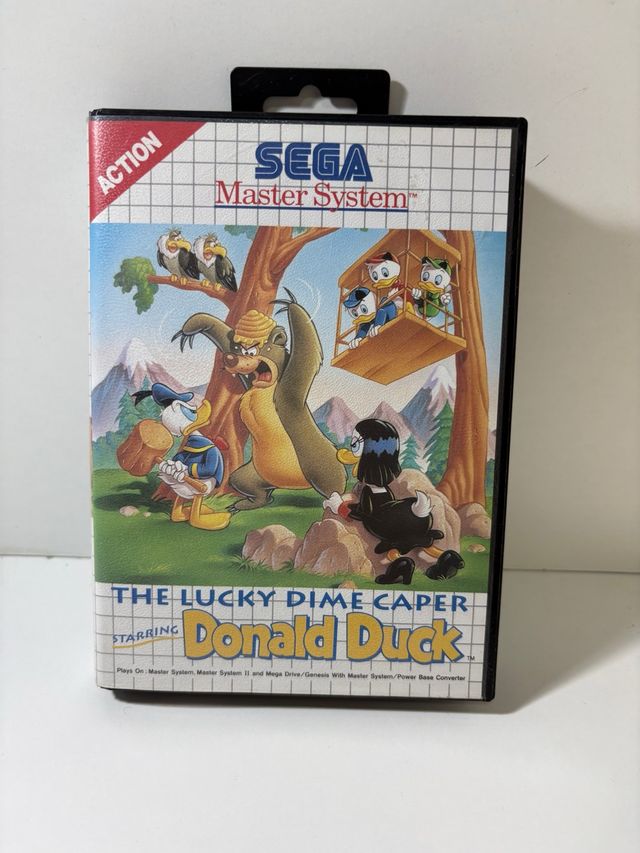 ACTION
SEGA
Master System™
THE LUCKY DIME CAPER
STARRING Donald Duck™
Plays On : Master System, Master System II and Mega Drive/Genesis With Master System/Power Base Converter